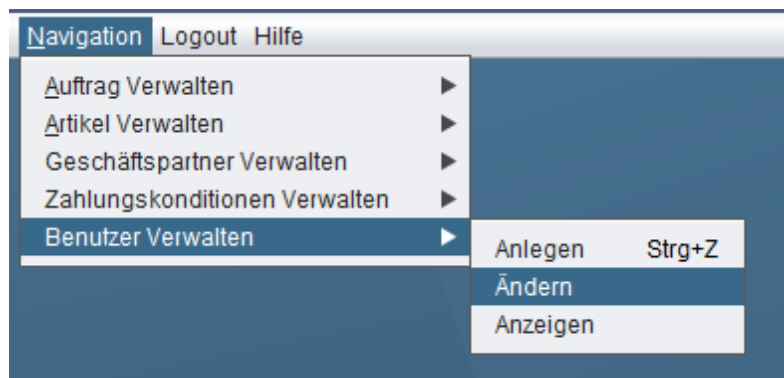 Navigation Logout Hilfe
Auftrag Verwalten
Artikel Verwalten
Geschäftspartner Verwalten
Zahlungskonditionen Verwalten
Benutzer Verwalten
Anlegen Strg+Z
Ändern
Anzeigen